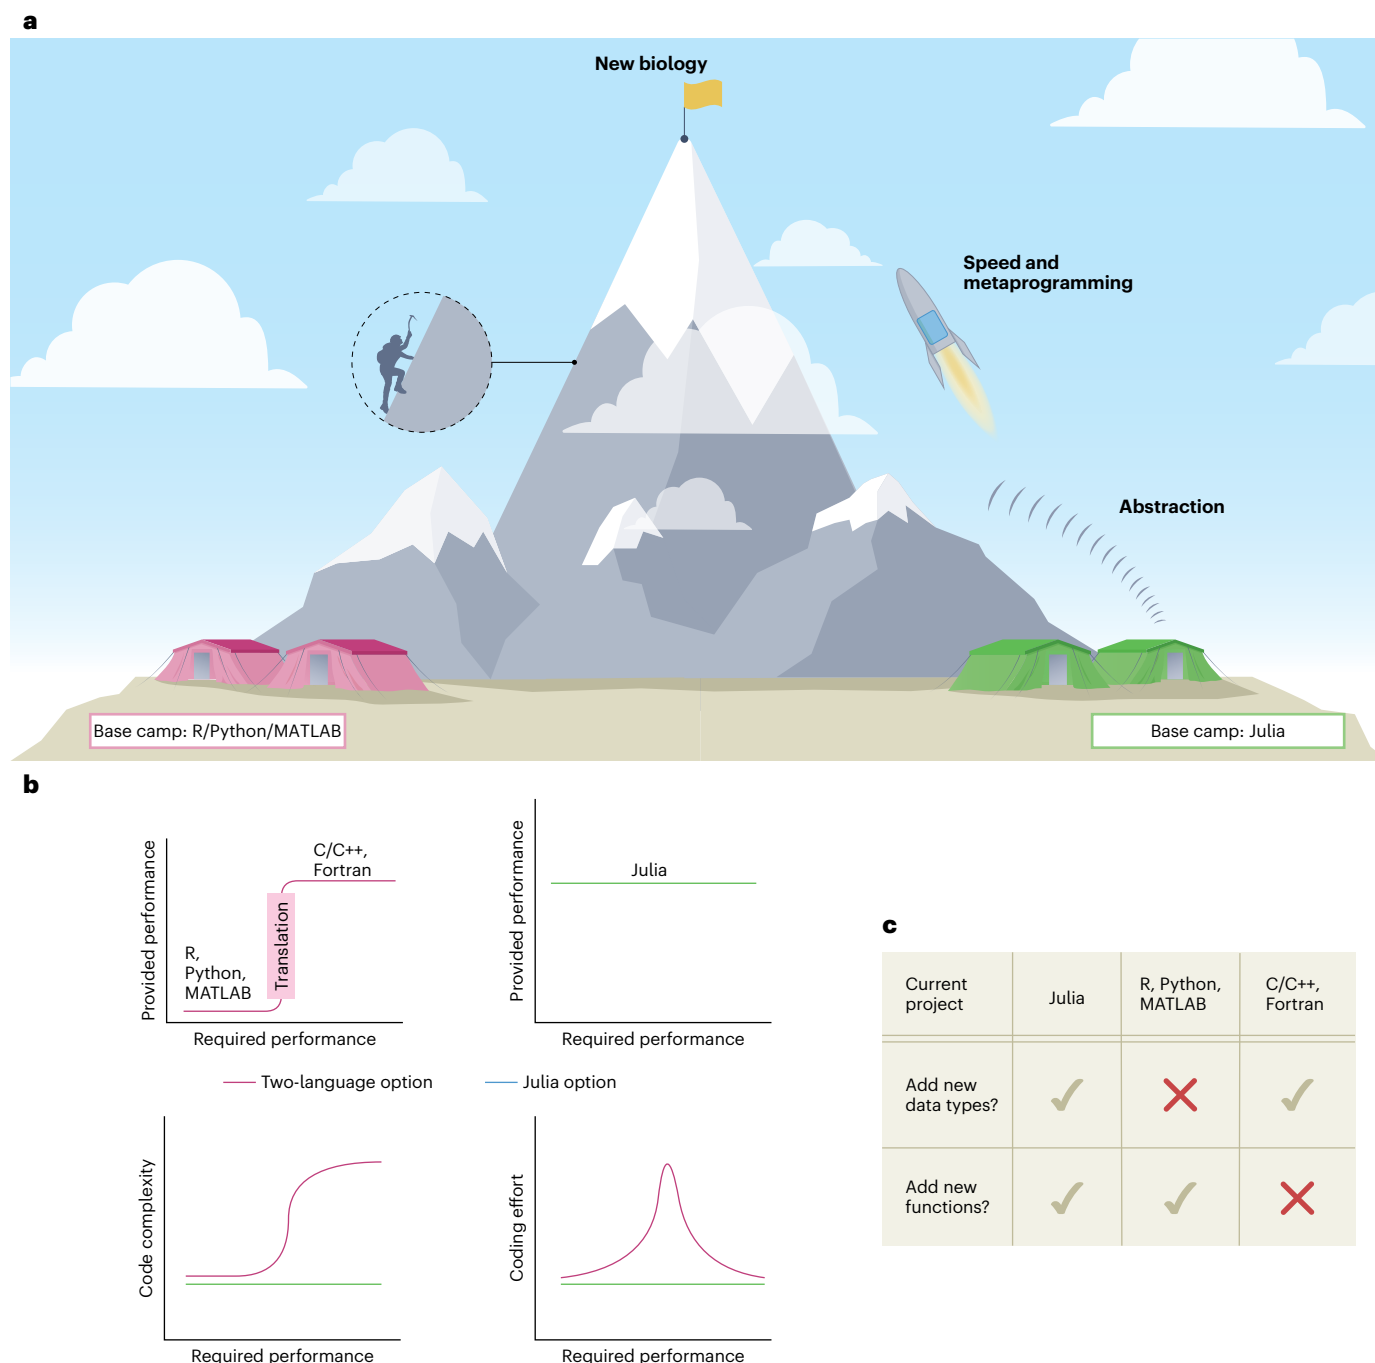 a
New biology
Speed and
metaprogramming
Abstraction
Base camp: R/Python/MATLAB
Base camp: Julia
b
Provided performance
R,
Python,
MATLAB
Translation
C/C++,
Fortran
Required performance
Provided performance
Julia
Required performance
Two-language option
Julia option
Code complexity
Required performance
Coding effort
Required performance
c
Current
project
Julia
R, Python,
MATLAB
C/C++,
Fortran
Add new
data types?
Add new
functions?